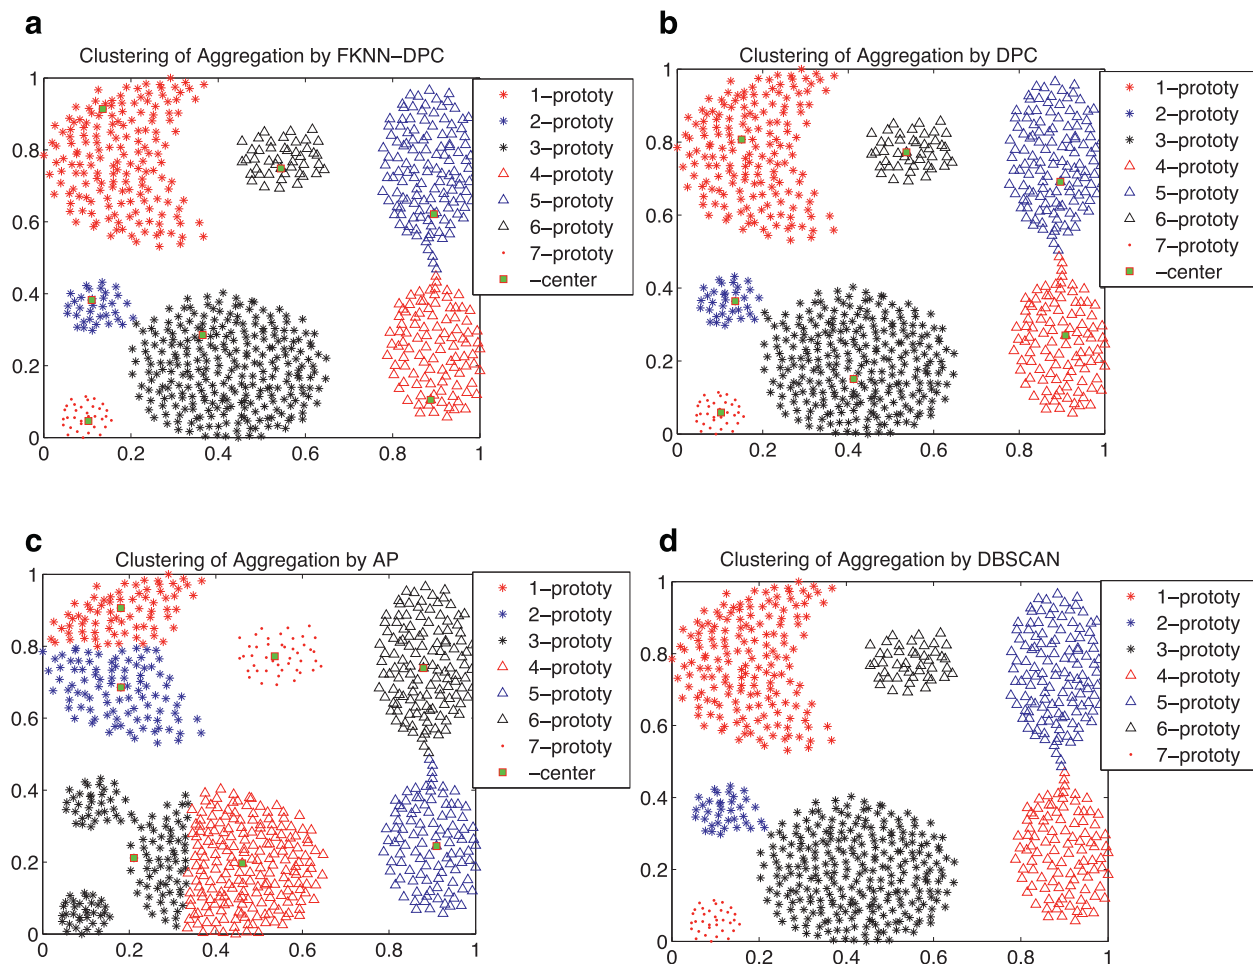 a
Clustering of Aggregation by FKNN–DPC
1
0.8
0.6
0.4
0.2
0
0
0.2
0.4
0.6
0.8
1
1–prototy
2–prototy
3–prototy
4–prototy
5–prototy
6–prototy
7–prototy
–center
b
Clustering of Aggregation by DPC
1
0.8
0.6
0.4
0.2
0
0
0.2
0.4
0.6
0.8
1
1–prototy
2–prototy
3–prototy
4–prototy
5–prototy
6–prototy
7–prototy
–center
c
Clustering of Aggregation by AP
1
0.8
0.6
0.4
0.2
0
0
0.2
0.4
0.6
0.8
1
1–prototy
2–prototy
3–prototy
4–prototy
5–prototy
6–prototy
7–prototy
–center
d
Clustering of Aggregation by DBSCAN
1
0.8
0.6
0.4
0.2
0
0
0.2
0.4
0.6
0.8
1
1–prototy
2–prototy
3–prototy
4–prototy
5–prototy
6–prototy
7–prototy